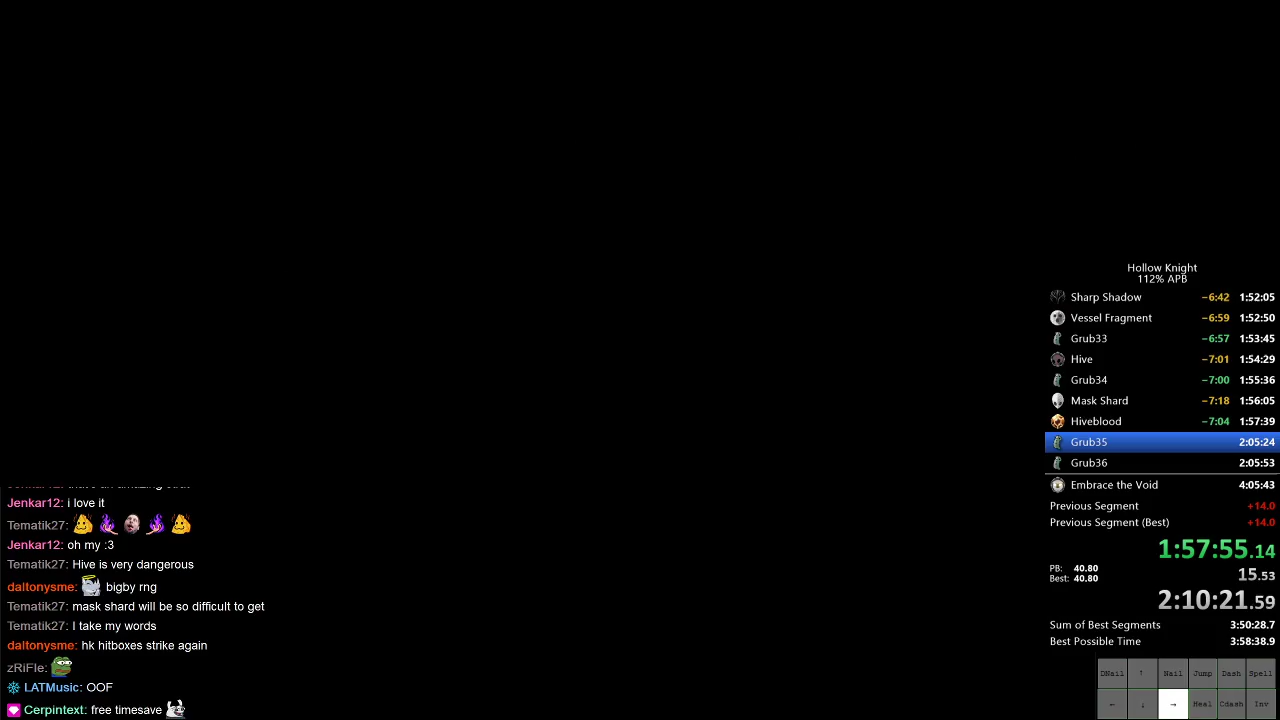 Hollow Knight
112% APB
Sharp Shadow -6:42 1:52:05
Vessel Fragment -6:59 1:52:50
Grub33 -6:57 1:53:45
Hive -7:01 1:54:29
Grub34 -7:00 1:55:36
Mask Shard -7:18 1:56:05
Hiveblood -7:04 1:57:39
Grub35 2:05:24
Grub36 2:05:53
Embrace the Void 4:05:43
Previous Segment +14.0
Previous Segment (Best) +14.0
1:57:55.14
PB: 40.80
Best: 40.80
15.53
2:10:21.59
Sum of Best Segments 3:50:28.7
Best Possible Time 3:58:38.9
DNail ↑ Nail Jump Dash Spell
← ↓ → Heal Cdash Inv
Jenkar12: i love it
Tematik27:
Jenkar12: oh my :3
Tematik27: Hive is very dangerous
daltonysme: bigby rng
Tematik27: mask shard will be so difficult to get
Tematik27: I take my words
daltonysme: hk hitboxes strike again
zRiFle:
LATMusic: OOF
Cerpintext: free timesave